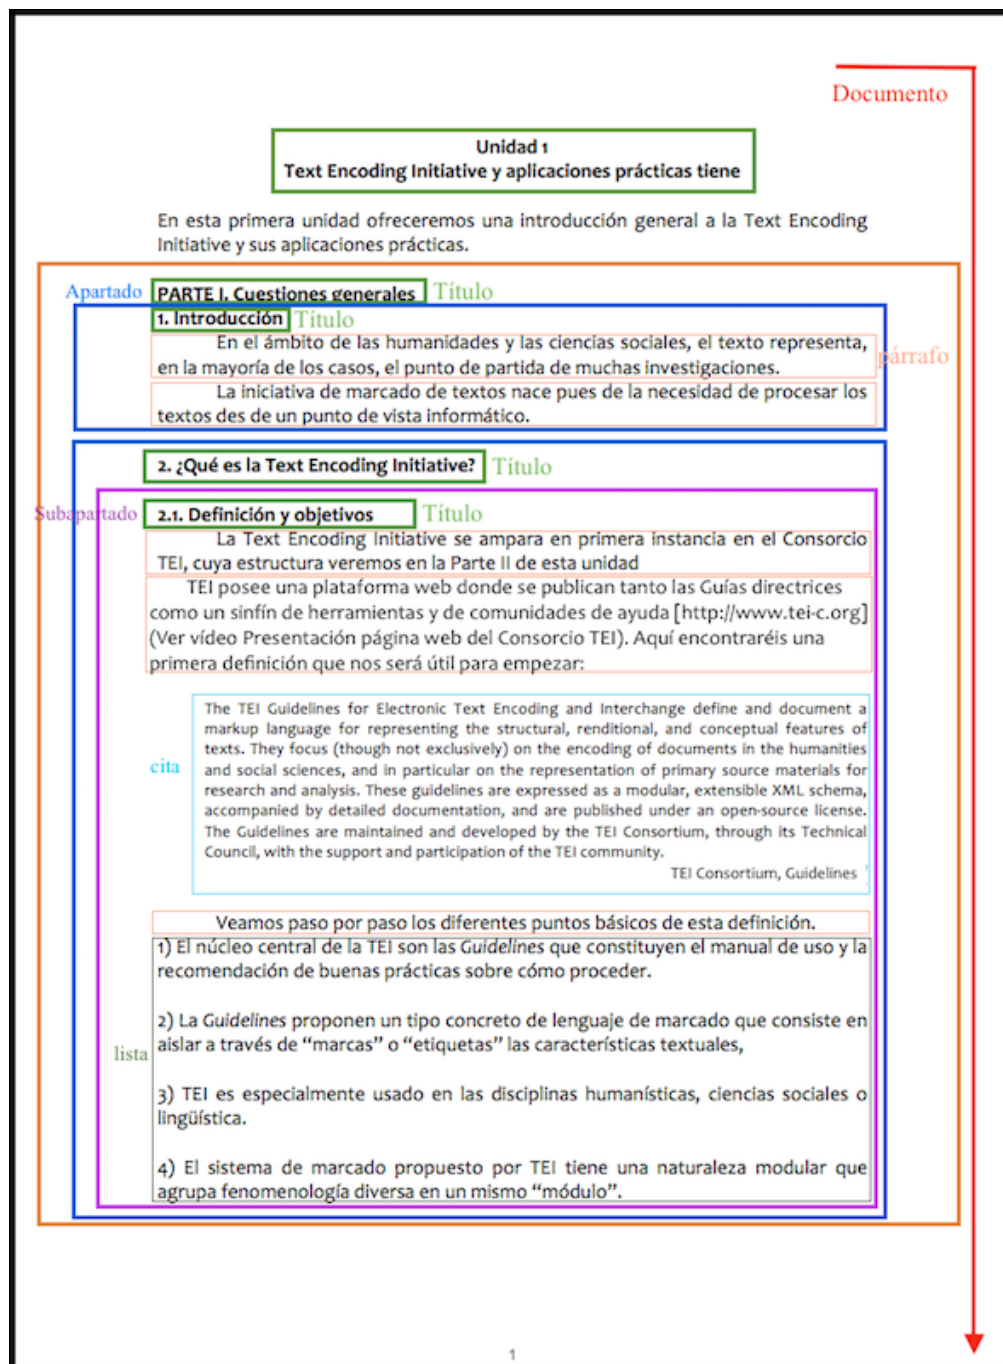 Documento
Unidad 1
Text Encoding Initiative y aplicaciones prácticas tiene
En esta primera unidad ofreceremos una introducción general a la Text Encoding
Initiative y sus aplicaciones prácticas.
Apartado PARTE I. Cuestiones generales Título
1. Introducción Título
En el ámbito de las humanidades y las ciencias sociales, el texto representa,
en la mayoría de los casos, el punto de partida de muchas investigaciones.
párrafo
La iniciativa de marcado de textos nace pues de la necesidad de procesar los
textos des de un punto de vista informático.
2. ¿Qué es la Text Encoding Initiative? Título
Subapartado 2.1. Definición y objetivos Título
La Text Encoding Initiative se ampara en primera instancia en el Consorcio
TEI, cuya estructura veremos en la Parte II de esta unidad
TEI posee una plataforma web donde se publican tanto las Guías directrices
como un sinfín de herramientas y de comunidades de ayuda [http://www.tei-c.org]
(Ver vídeo Presentación página web del Consorcio TEI). Aquí encontraréis una
primera definición que nos será útil para empezar:
The TEI Guidelines for Electronic Text Encoding and Interchange define and document a
markup language for representing the structural, renditional, and conceptual features of
texts. They focus (though not exclusively) on the encoding of documents in the humanities
cita
and social sciences, and in particular on the representation of primary source materials for
research and analysis. These guidelines are expressed as a modular, extensible XML schema,
accompanied by detailed documentation, and are published under an open-source license.
The Guidelines are maintained and developed by the TEI Consortium, through its Technical
Council, with the support and participation of the TEI community.
TEI Consortium, Guidelines
Veamos paso por paso los diferentes puntos básicos de esta definición.
1) El núcleo central de la TEI son las Guidelines que constituyen el manual de uso y la
recomendación de buenas prácticas sobre cómo proceder.
2) La Guidelines proponen un tipo concreto de lenguaje de marcado que consiste en
lista aislar a través de “marcas” o “etiquetas” las características textuales,
3) TEI es especialmente usado en las disciplinas humanísticas, ciencias sociales o
lingüística.
4) El sistema de marcado propuesto por TEI tiene una naturaleza modular que
agrupa fenomenología diversa en un mismo “módulo”.
1